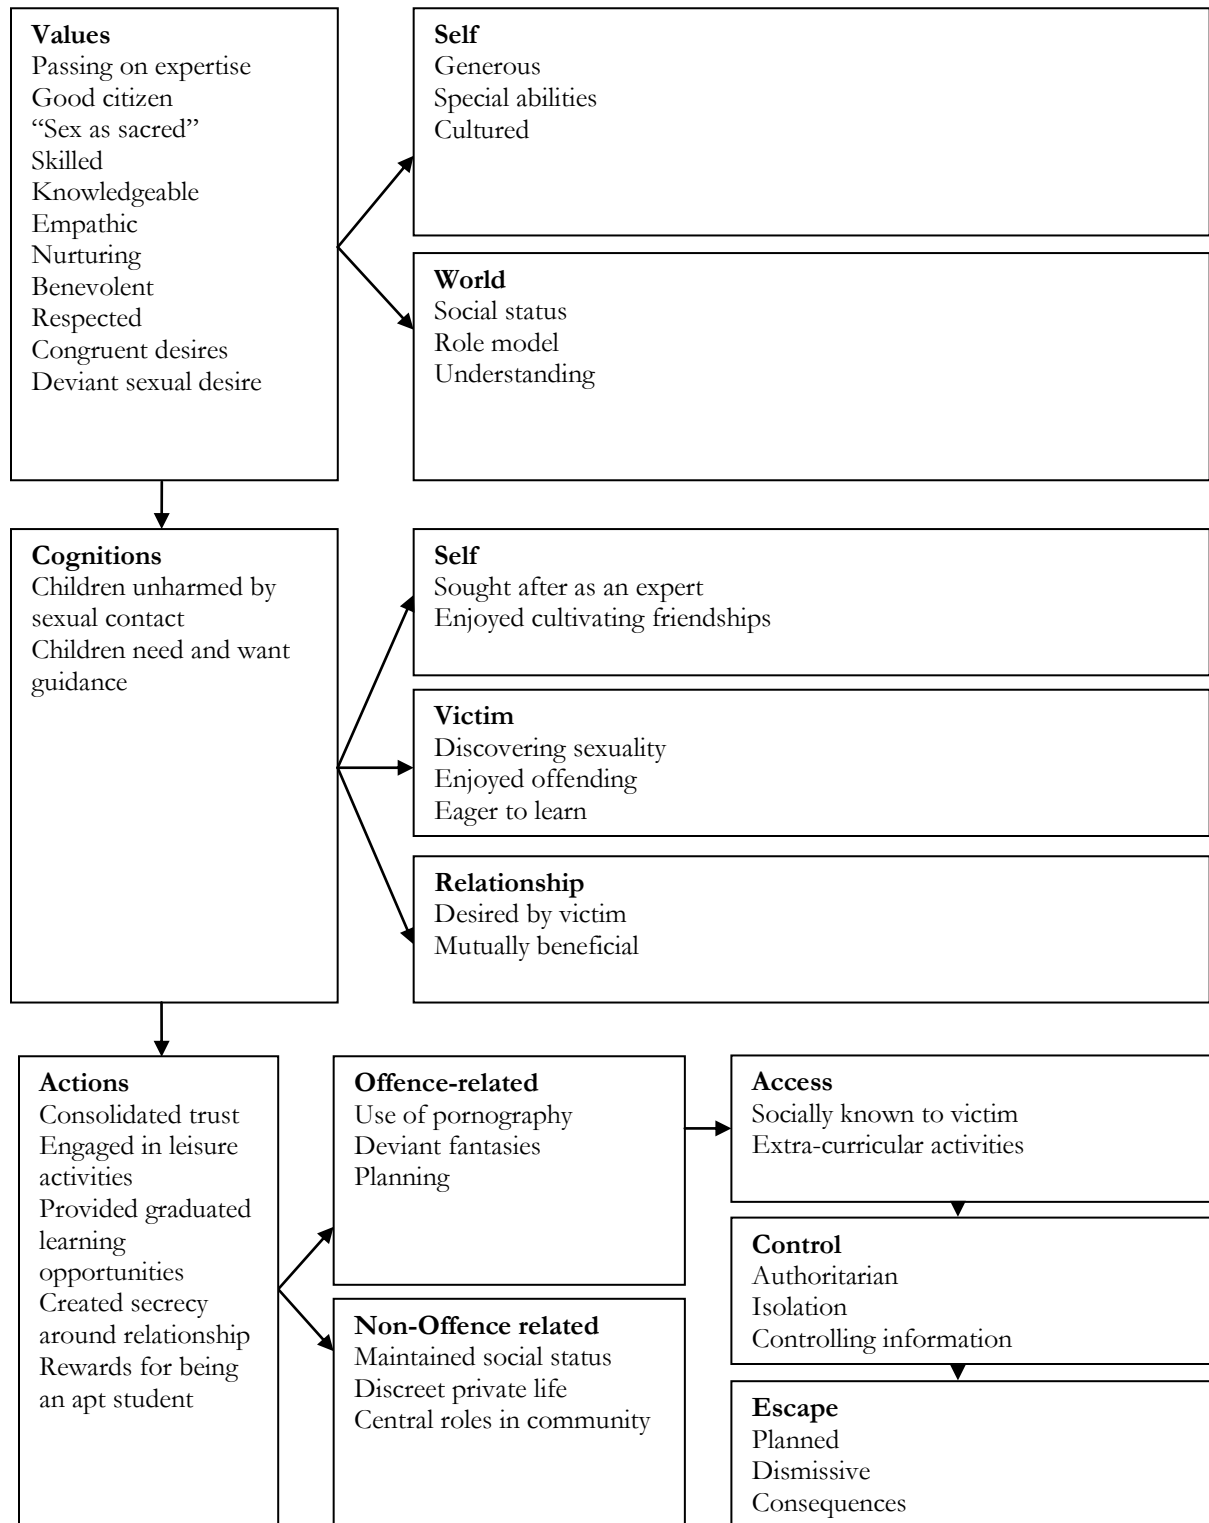 Values
Passing on expertise
Good citizen
“Sex as sacred”
Skilled
Knowledgeable
Empathic
Nurturing
Benevolent
Respected
Congruent desires
Deviant sexual desire
Self
Generous
Special abilities
Cultured
World
Social status
Role model
Understanding
Cognitions
Children unharmed by
sexual contact
Children need and want
guidance
Self
Sought after as an expert
Enjoyed cultivating friendships
Victim
Discovering sexuality
Enjoyed offending
Eager to learn
Relationship
Desired by victim
Mutually beneficial
Actions
Consolidated trust
Engaged in leisure
activities
Provided graduated
learning
opportunities
Created secrecy
around relationship
Rewards for being
an apt student
Offence-related
Use of pornography
Deviant fantasies
Planning
Non-Offence related
Maintained social status
Discreet private life
Central roles in community
Access
Socially known to victim
Extra-curricular activities
Control
Authoritarian
Isolation
Controlling information
Escape
Planned
Dismissive
Consequences